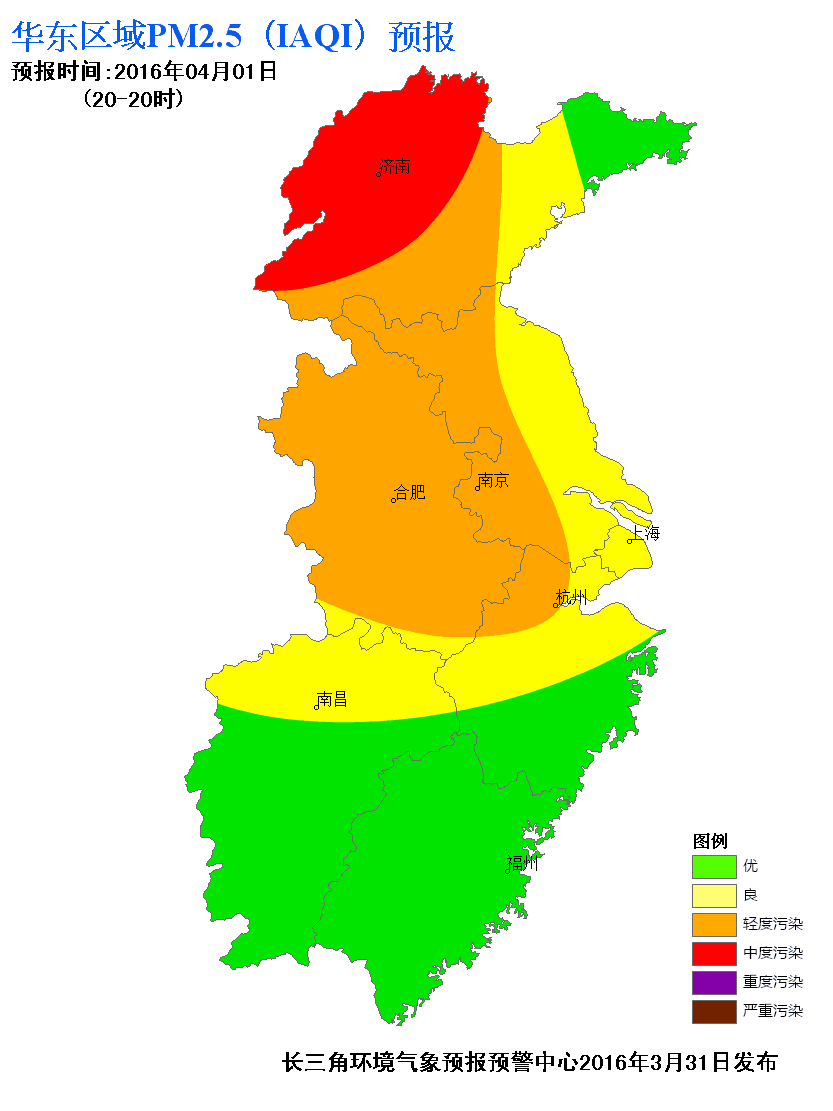 华东区域PM2.5（IAQI）预报
预报时间:2016年04月01日
(20-20时)
济南
南京
合肥
上海
杭州
南昌
福州
图例
优
良
轻度污染
中度污染
重度污染
严重污染
长三角环境气象预报预警中心2016年3月31日发布